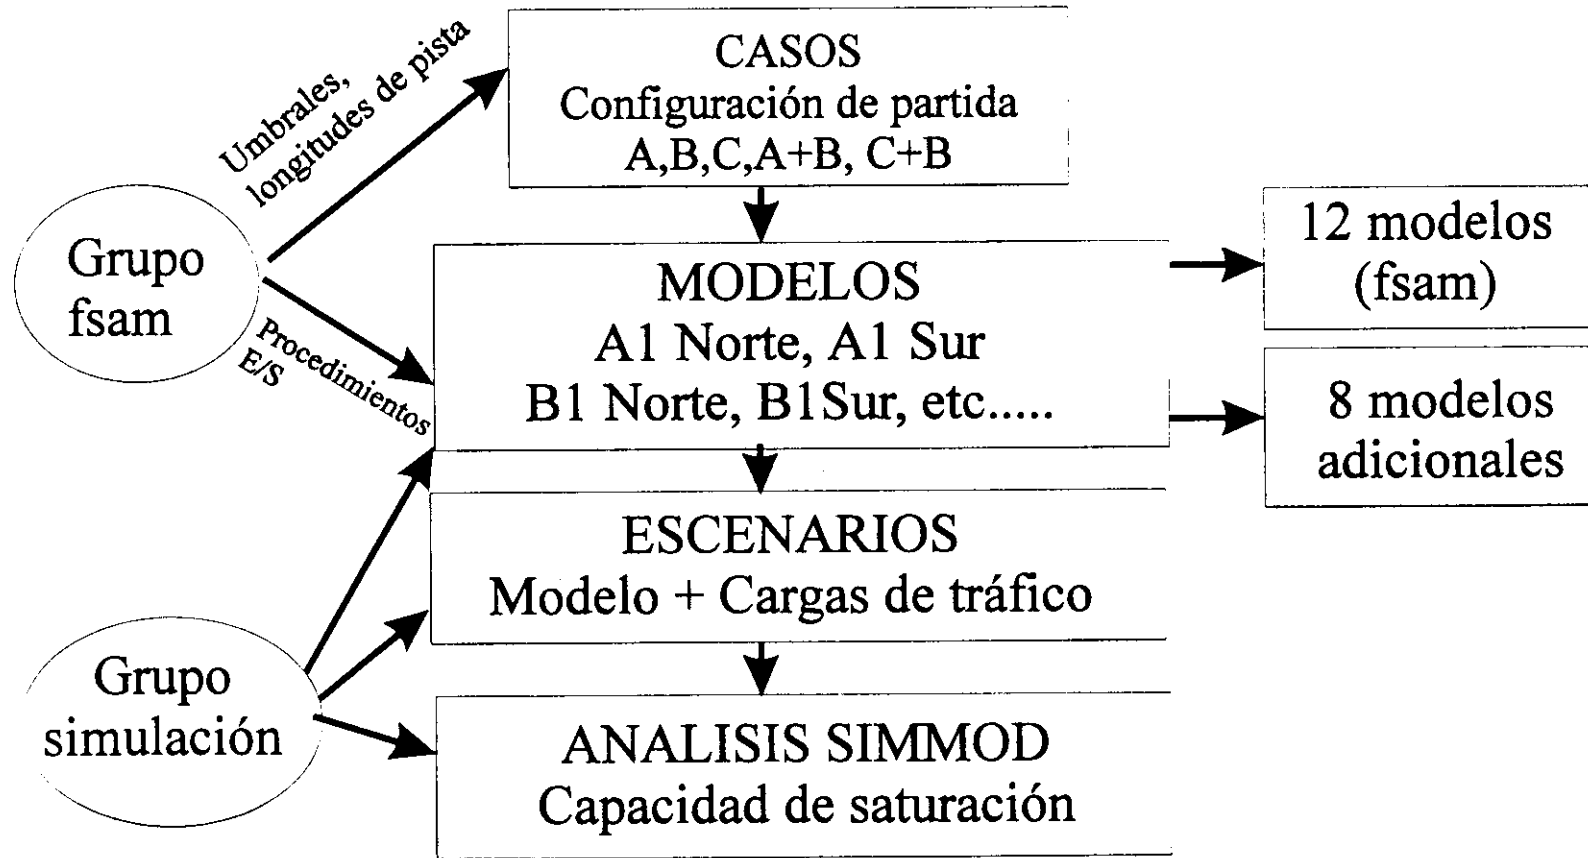 CASOS
Configuración de partida
A,B,C,A+B, C+B
Umbrales,
longitudes de pista
Grupo
fsam
Procedimientos
E/S
MODELOS
A1 Norte, A1 Sur
B1 Norte, B1Sur, etc.....
12 modelos
(fsam)
8 modelos
adicionales
ESCENARIOS
Modelo + Cargas de tráfico
Grupo
simulación
ANALISIS SIMMOD
Capacidad de saturación